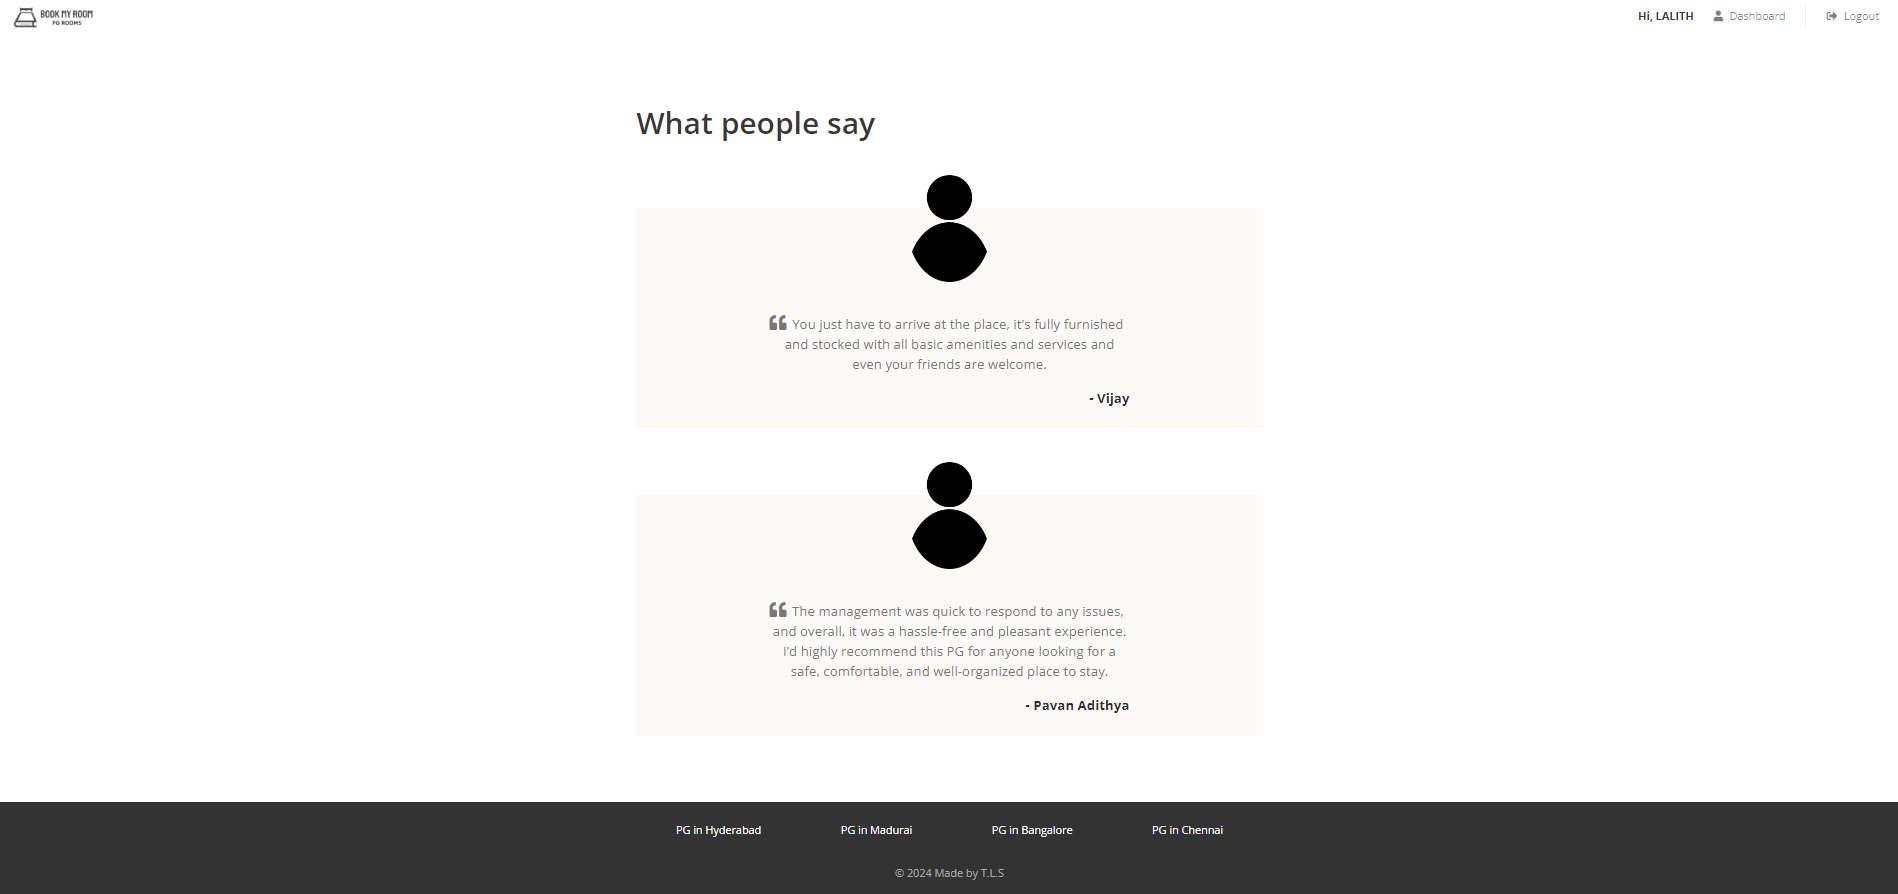 BOOK MY ROOM
PG ROOMS
Hi, LALITH
Dashboard
Logout
What people say
❝ You just have to arrive at the place, it's fully furnished
and stocked with all basic amenities and services and
even your friends are welcome.
- Vijay
❝ The management was quick to respond to any issues,
and overall, it was a hassle-free and pleasant experience.
I’d highly recommend this PG for anyone looking for a
safe, comfortable, and well-organized place to stay.
- Pavan Adithya
PG in Hyderabad
PG in Madurai
PG in Bangalore
PG in Chennai
© 2024 Made by T.L.S